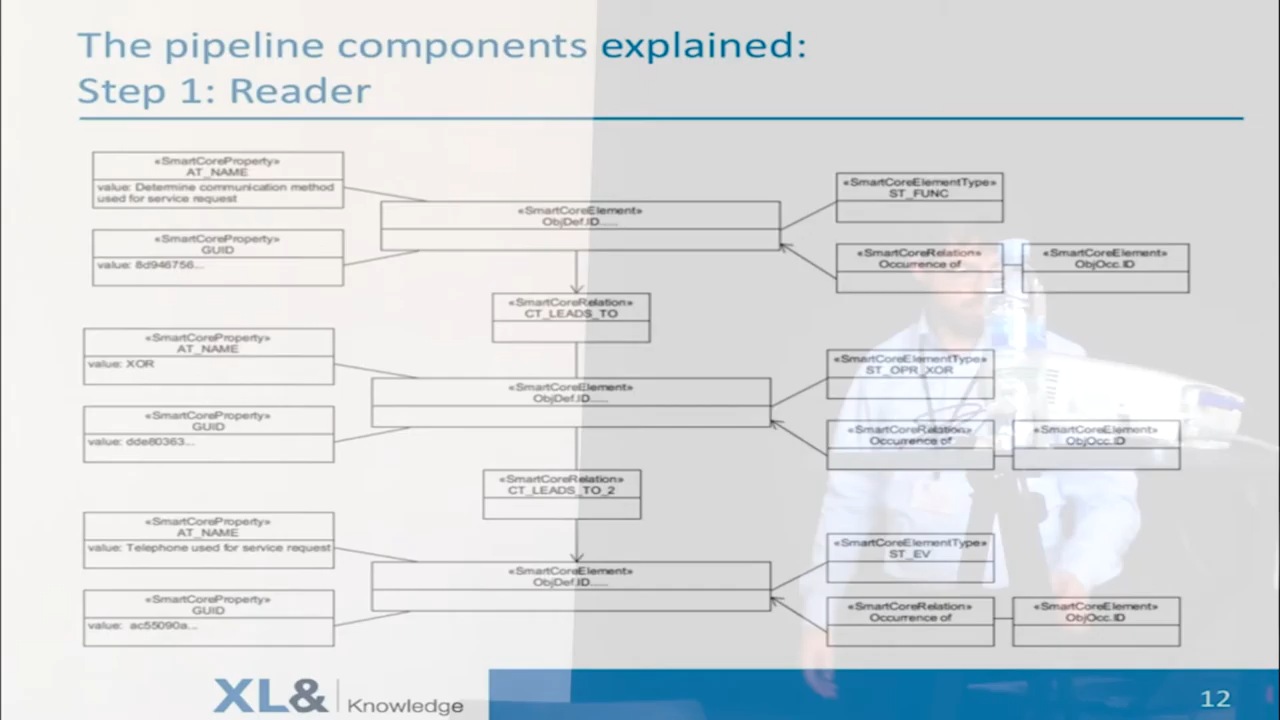 The pipeline components explained:
Step 1: Reader
«SmartCoreProperty»
AT_NAME
value: Determine communication method
used for service request
«SmartCoreProperty»
GUID
value: 8d946756...
«SmartCoreElement»
ObjDef.ID.....
«SmartCoreElementType»
ST_FUNC
«SmartCoreRelation»
Occurrence of
«SmartCoreElement»
ObjOcc.ID
«SmartCoreRelation»
CT_LEADS_TO
«SmartCoreProperty»
AT_NAME
value: XOR
«SmartCoreProperty»
GUID
value: dde80363...
«SmartCoreElement»
ObjDef.ID.....
«SmartCoreElementType»
ST_OPR_XOR
«SmartCoreRelation»
Occurrence of
«SmartCoreElement»
ObjOcc.ID
«SmartCoreRelation»
CT_LEADS_TO_2
«SmartCoreProperty»
AT_NAME
value: Telephone used for service request
«SmartCoreProperty»
GUID
value: ac55090a...
«SmartCoreElement»
ObjDef.ID.....
«SmartCoreElementType»
ST_EV
«SmartCoreRelation»
Occurrence of
«SmartCoreElement»
ObjOcc.ID
XL& Knowledge
12